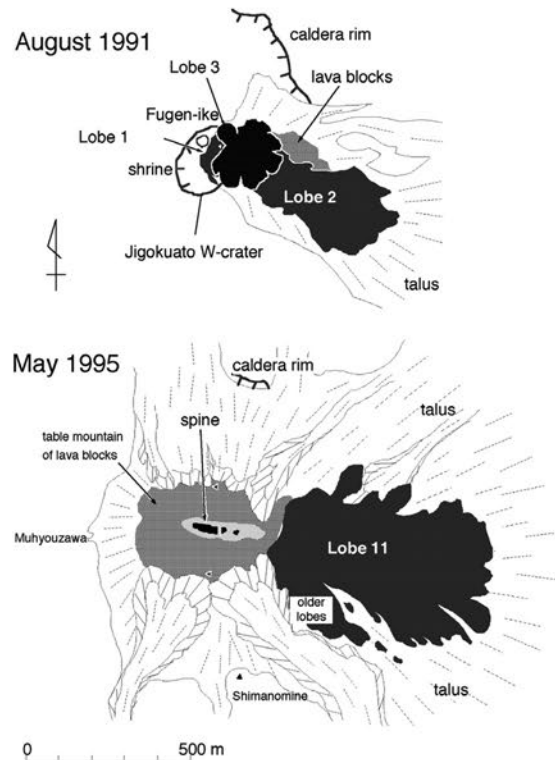 August 1991
caldera rim
Lobe 3
lava blocks
Fugen-ike
Lobe 1
shrine
Lobe 2
Jigokuato W-crater
talus
May 1995
caldera rim
talus
spine
table mountain
of lava blocks
Muhyouzawa
Lobe 11
older
lobes
talus
Shimanomine
0 500 m